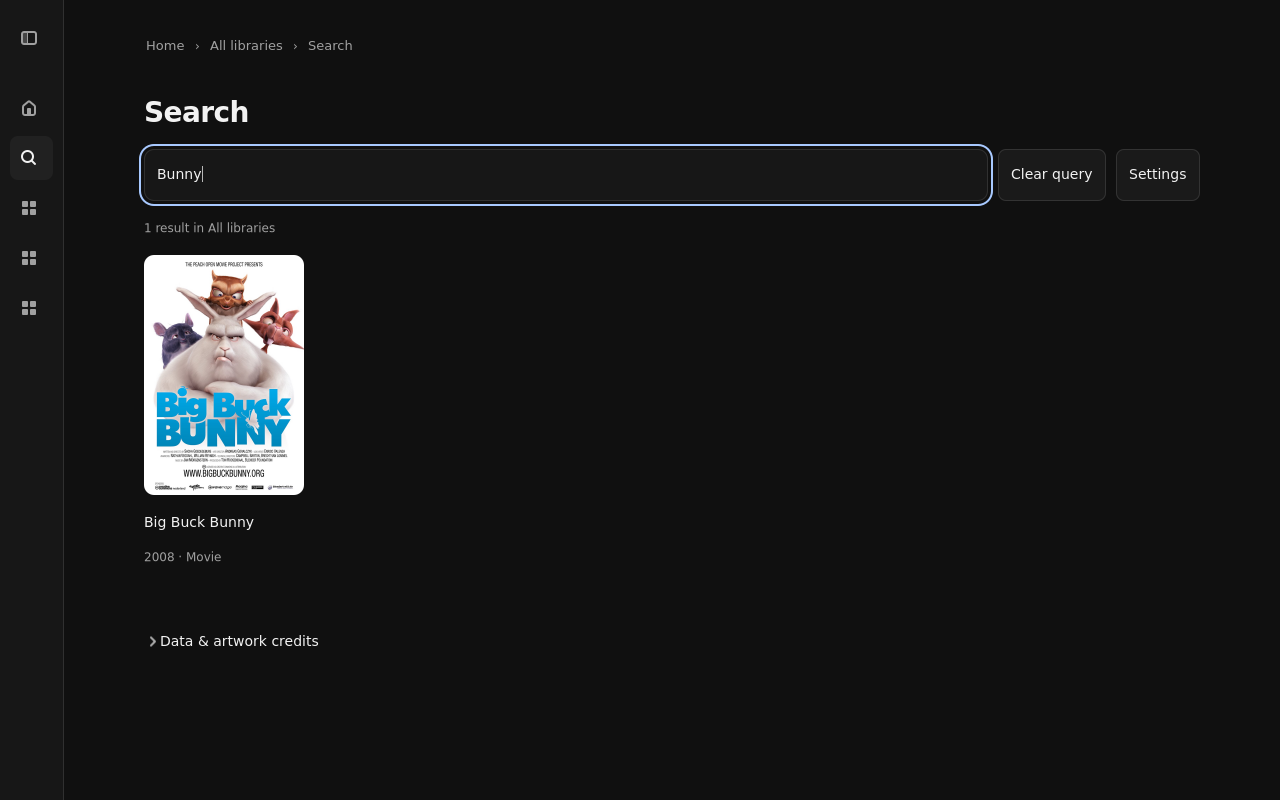 Home › All libraries › Search
Search
Bunny
Clear query
Settings
1 result in All libraries
THE PEACH OPEN MOVIE PROJECT PRESENTS
Big Buck
BUNNY
WWW.BIGBUCKBUNNY.ORG
Big Buck Bunny
2008 · Movie
Data & artwork credits